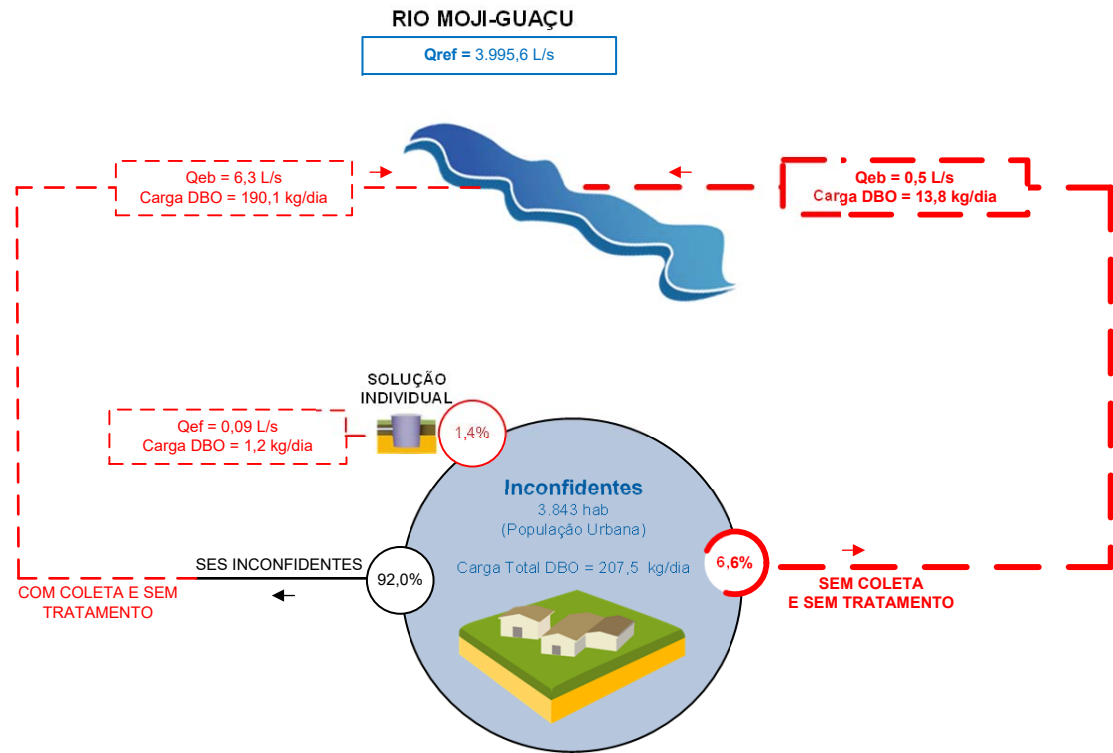 RIO MOJI-GUAÇU
Qref = 3.995,6 L/s
Qeb = 6,3 L/s
Carga DBO = 190,1 kg/dia
Qeb = 0,5 L/s
Carga DBO = 13,8 kg/dia
SOLUÇÃO
INDIVIDUAL
Qef = 0,09 L/s
Carga DBO = 1,2 kg/dia
1,4%
Inconfidentes
3.843 hab
(População Urbana)
Carga Total DBO = 207,5 kg/dia
SES INCONFIDENTES
92,0%
6,6%
COM COLETA E SEM
TRATAMENTO
SEM COLETA
E SEM TRATAMENTO